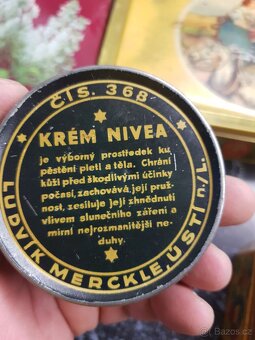 ČÍS. 368
KRÉM NIVEA
je výborný prostředek ku
pěstění pleti a těla. Chrání
kůži před škodlivými účinky
počasí, zachovává její pruž-
nost, zesiluje její zhnědnutí
vlivem slunečního záření a
mírní nejrozmanitější ne-
duhy.
LUDVÍK MERCKLE, ÚSTÍ n./L.
sbazar.cz